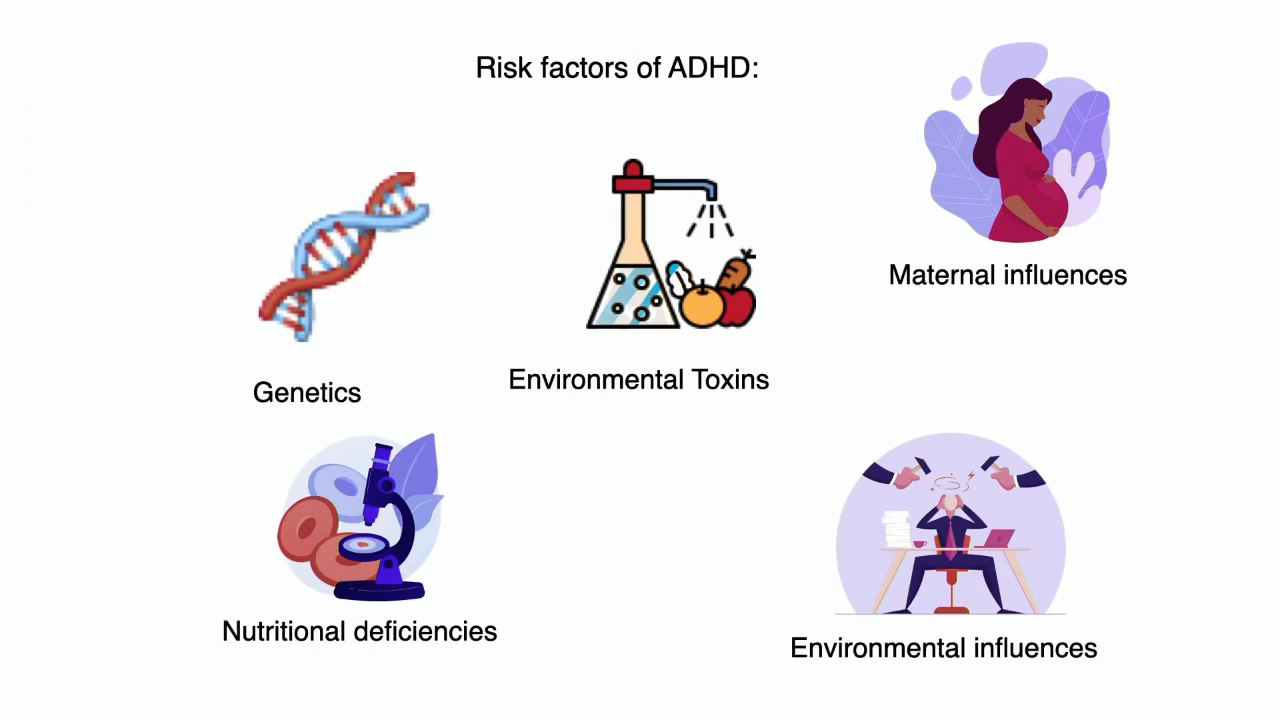 Risk factors of ADHD:
Maternal influences
Environmental Toxins
Genetics
Nutritional deficiencies
Environmental influences